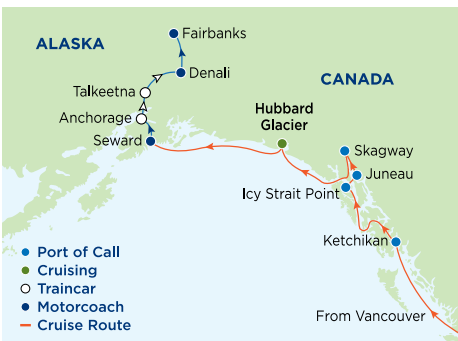 Fairbanks
ALASKA
Denali
CANADA
Talkeetna
Hubbard
Glacier
Anchorage
Seward
Skagway
Juneau
Icy Strait Point
Ketchikan
Port of Call
Cruising
Traincar
Motorcoach
Cruise Route
From Vancouver